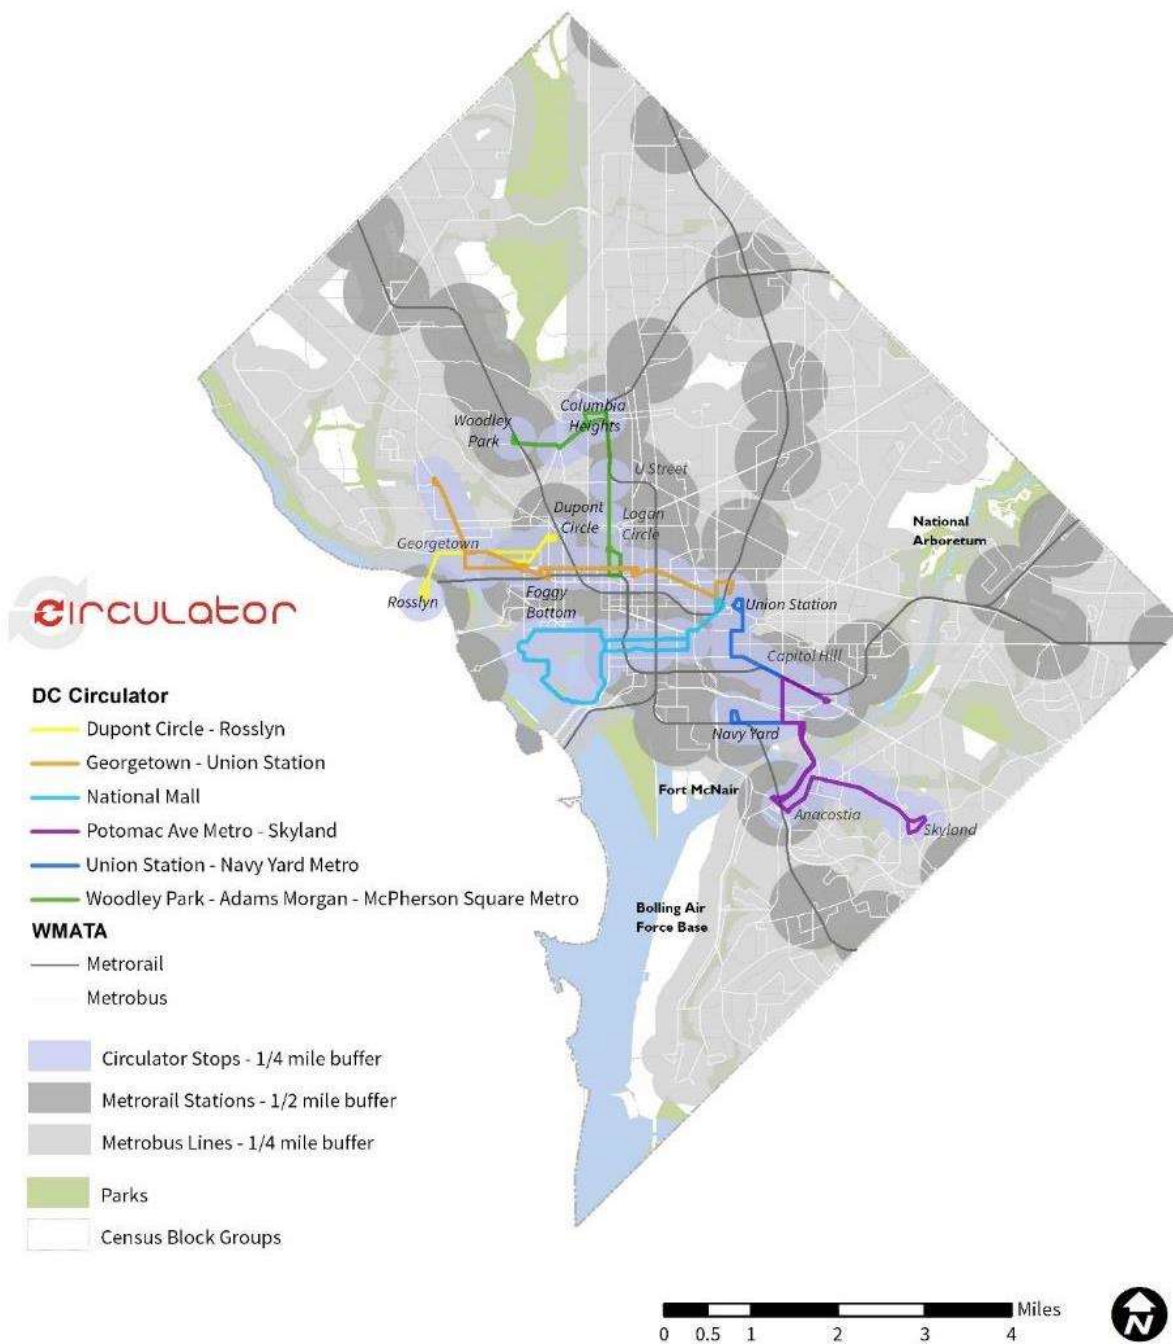 Woodley
Park
Columbia
Heights
U Street
Dupont
Circle
Logan
Circle
National
Arboretum
Georgetown
Rosslyn
Foggy
Bottom
Union Station
Capitol Hill
Navy Yard
Fort McNair
Anacostia
Skyland
Bolling Air
Force Base
CIrcuLaTor
DC Circulator
Dupont Circle - Rosslyn
Georgetown - Union Station
National Mall
Potomac Ave Metro - Skyland
Union Station - Navy Yard Metro
Woodley Park - Adams Morgan - McPherson Square Metro
WMATA
Metrorail
Metrobus
Circulator Stops - 1/4 mile buffer
Metrorail Stations - 1/2 mile buffer
Metrobus Lines - 1/4 mile buffer
Parks
Census Block Groups
Miles
0 0.5 1 2 3 4
N